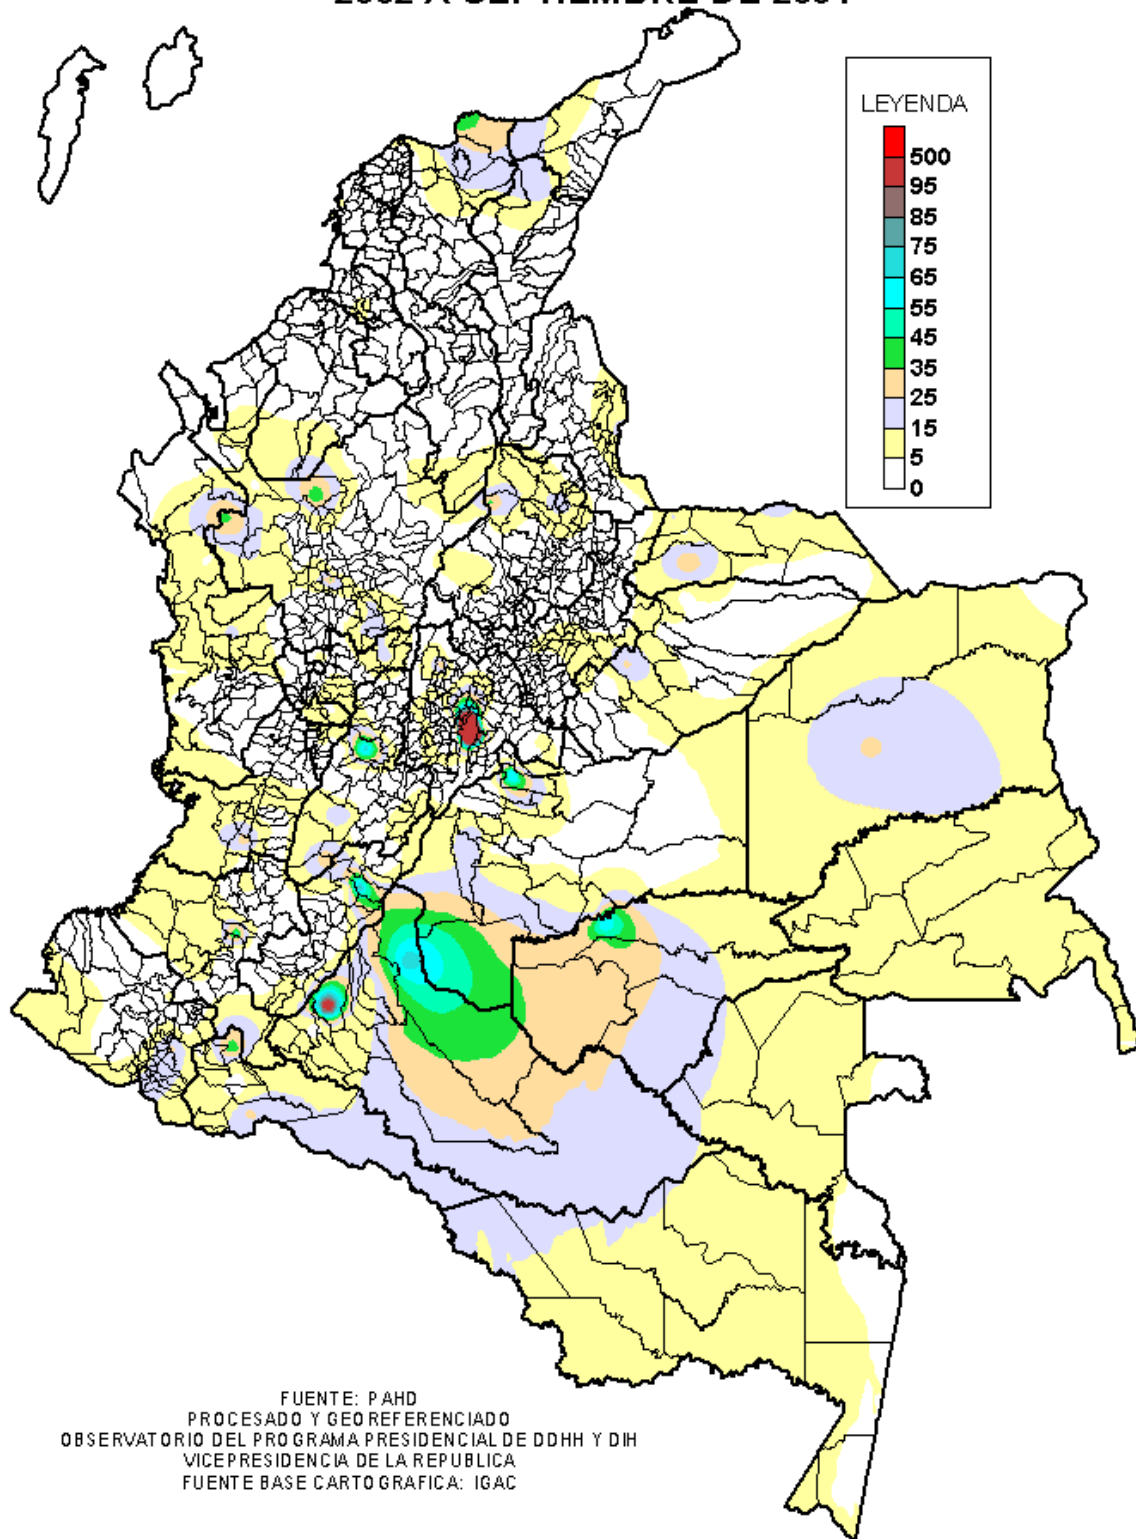 LEYENDA
500
95
85
75
65
55
45
35
25
15
5
0
FUENTE: PAHD
PROCESADO Y GEOREFERENCIADO
OBSERVATORIO DEL PROGRAMA PRESIDENCIAL DE DDHH Y DIH
VICEPRESIDENCIA DE LA REPUBLICA
FUENTE BASE CARTOGRAFICA: IGAC